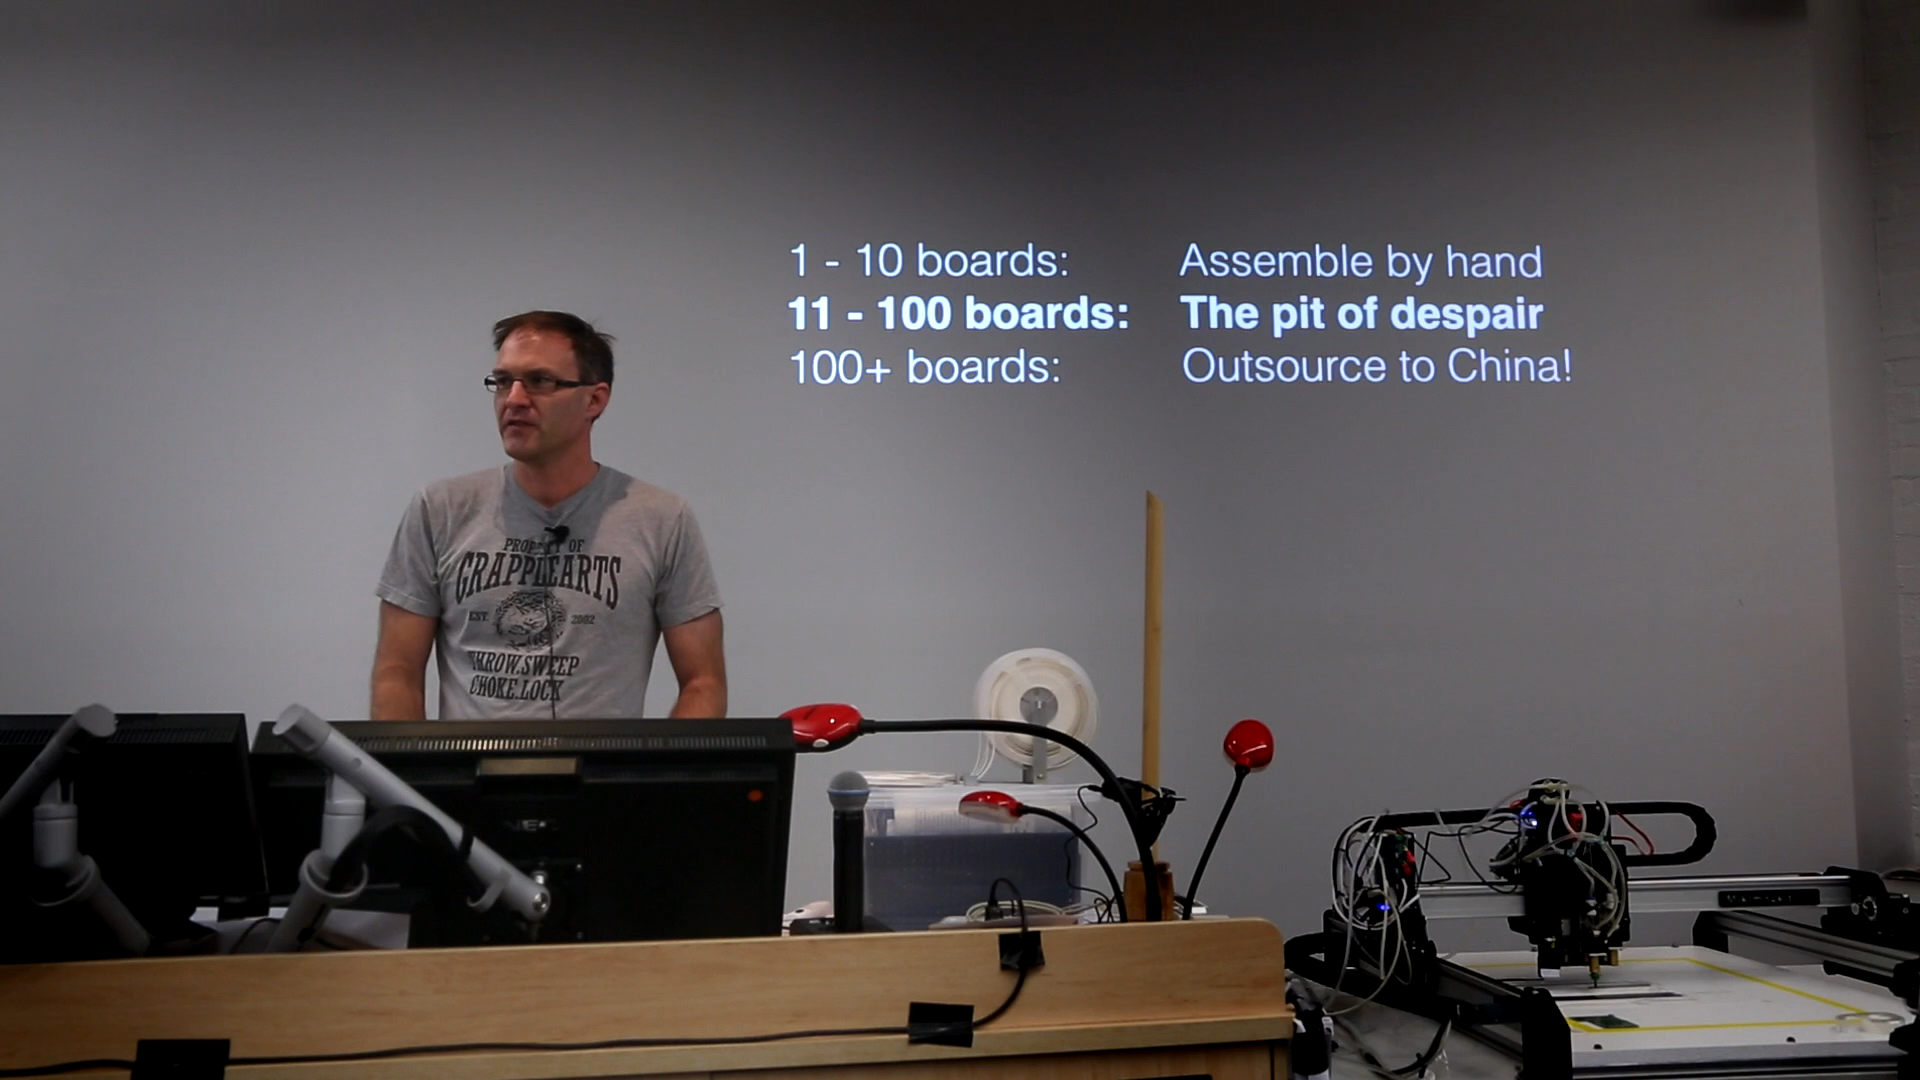 1 - 10 boards: Assemble by hand
11 - 100 boards: The pit of despair
100+ boards: Outsource to China!
PROPERTY OF
GRAPPLEARTS
EST. 2002
THROW.SWEEP
CHOKE.LOCK
NEC